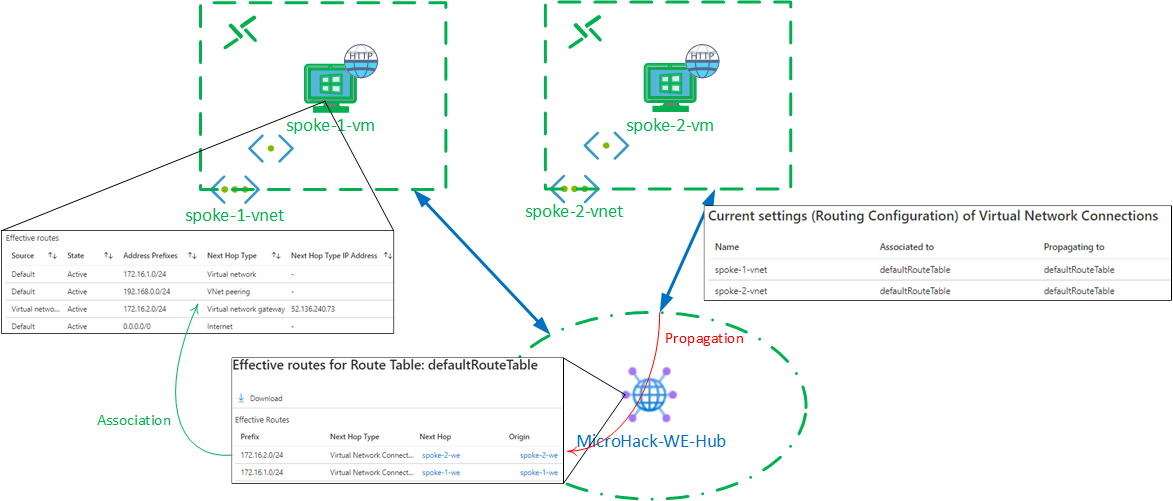 HTTP
HTTP
spoke-1-vm
spoke-2-vm
spoke-1-vnet
spoke-2-vnet
Current settings (Routing Configuration) of Virtual Network Connections
Name Associated to Propagating to
spoke-1-vnet defaultRouteTable defaultRouteTable
spoke-2-vnet defaultRouteTable defaultRouteTable
Effective routes
Source State Address Prefixes Next Hop Type Next Hop Type IP Address
Default Active 172.16.1.0/24 Virtual network -
Default Active 192.168.0.0/24 VNet peering -
Virtual netwo... Active 172.16.2.0/24 Virtual network gateway 52.136.240.73
Default Active 0.0.0.0/0 Internet -
Propagation
Effective routes for Route Table: defaultRouteTable
Download
Effective Routes
Prefix Next Hop Type Next Hop Origin
172.16.2.0/24 Virtual Network Connect... spoke-2-we spoke-2-we
172.16.1.0/24 Virtual Network Connect... spoke-1-we spoke-1-we
Association
MicroHack-WE-Hub